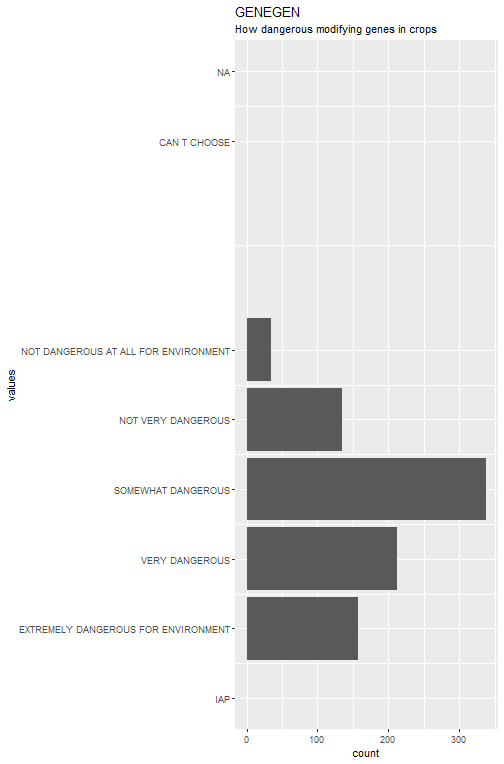 GENEGEN
How dangerous modifying genes in crops
NA
CAN T CHOOSE
NOT DANGEROUS AT ALL FOR ENVIRONMENT
NOT VERY DANGEROUS
SOMEWHAT DANGEROUS
VERY DANGEROUS
EXTREMELY DANGEROUS FOR ENVIRONMENT
IAP
values
0 100 200 300
count